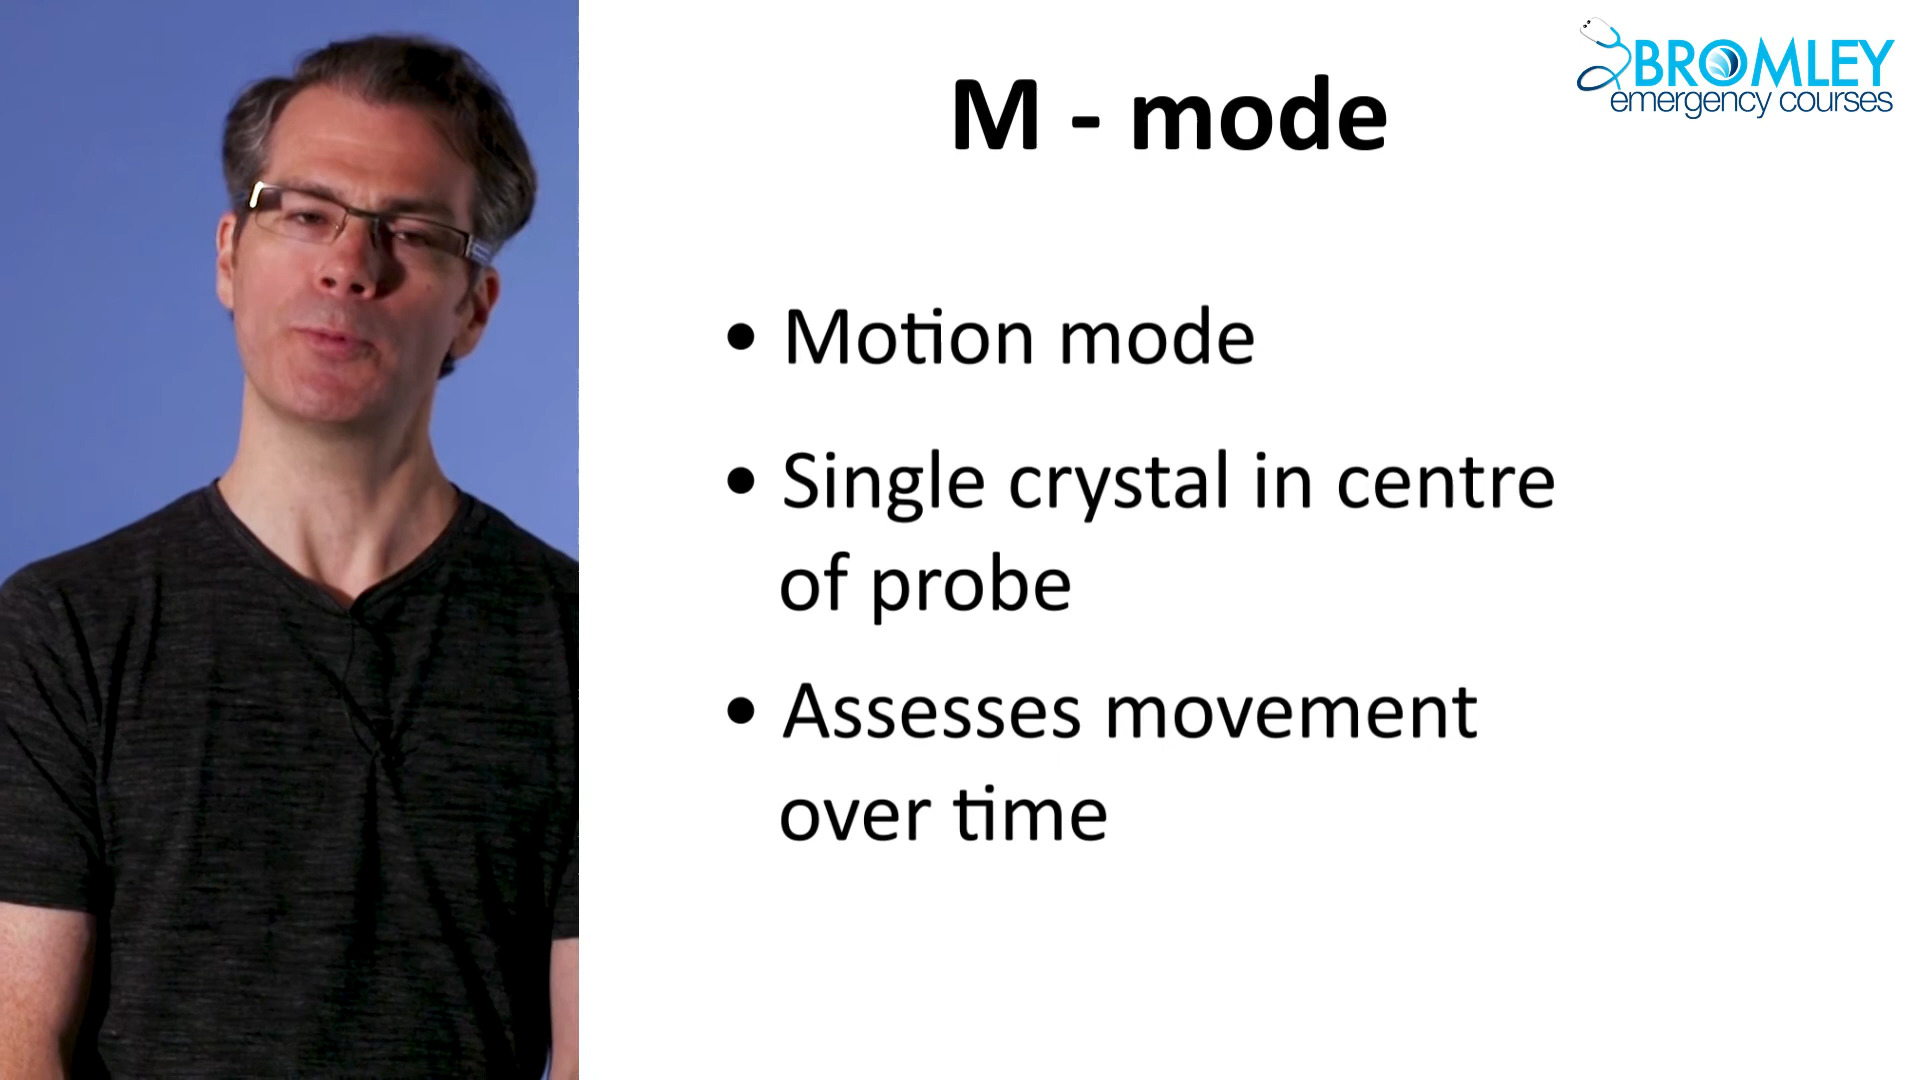 BROMLEY
emergency courses
M - mode
• Motion mode
• Single crystal in centre
of probe
• Assesses movement
over time